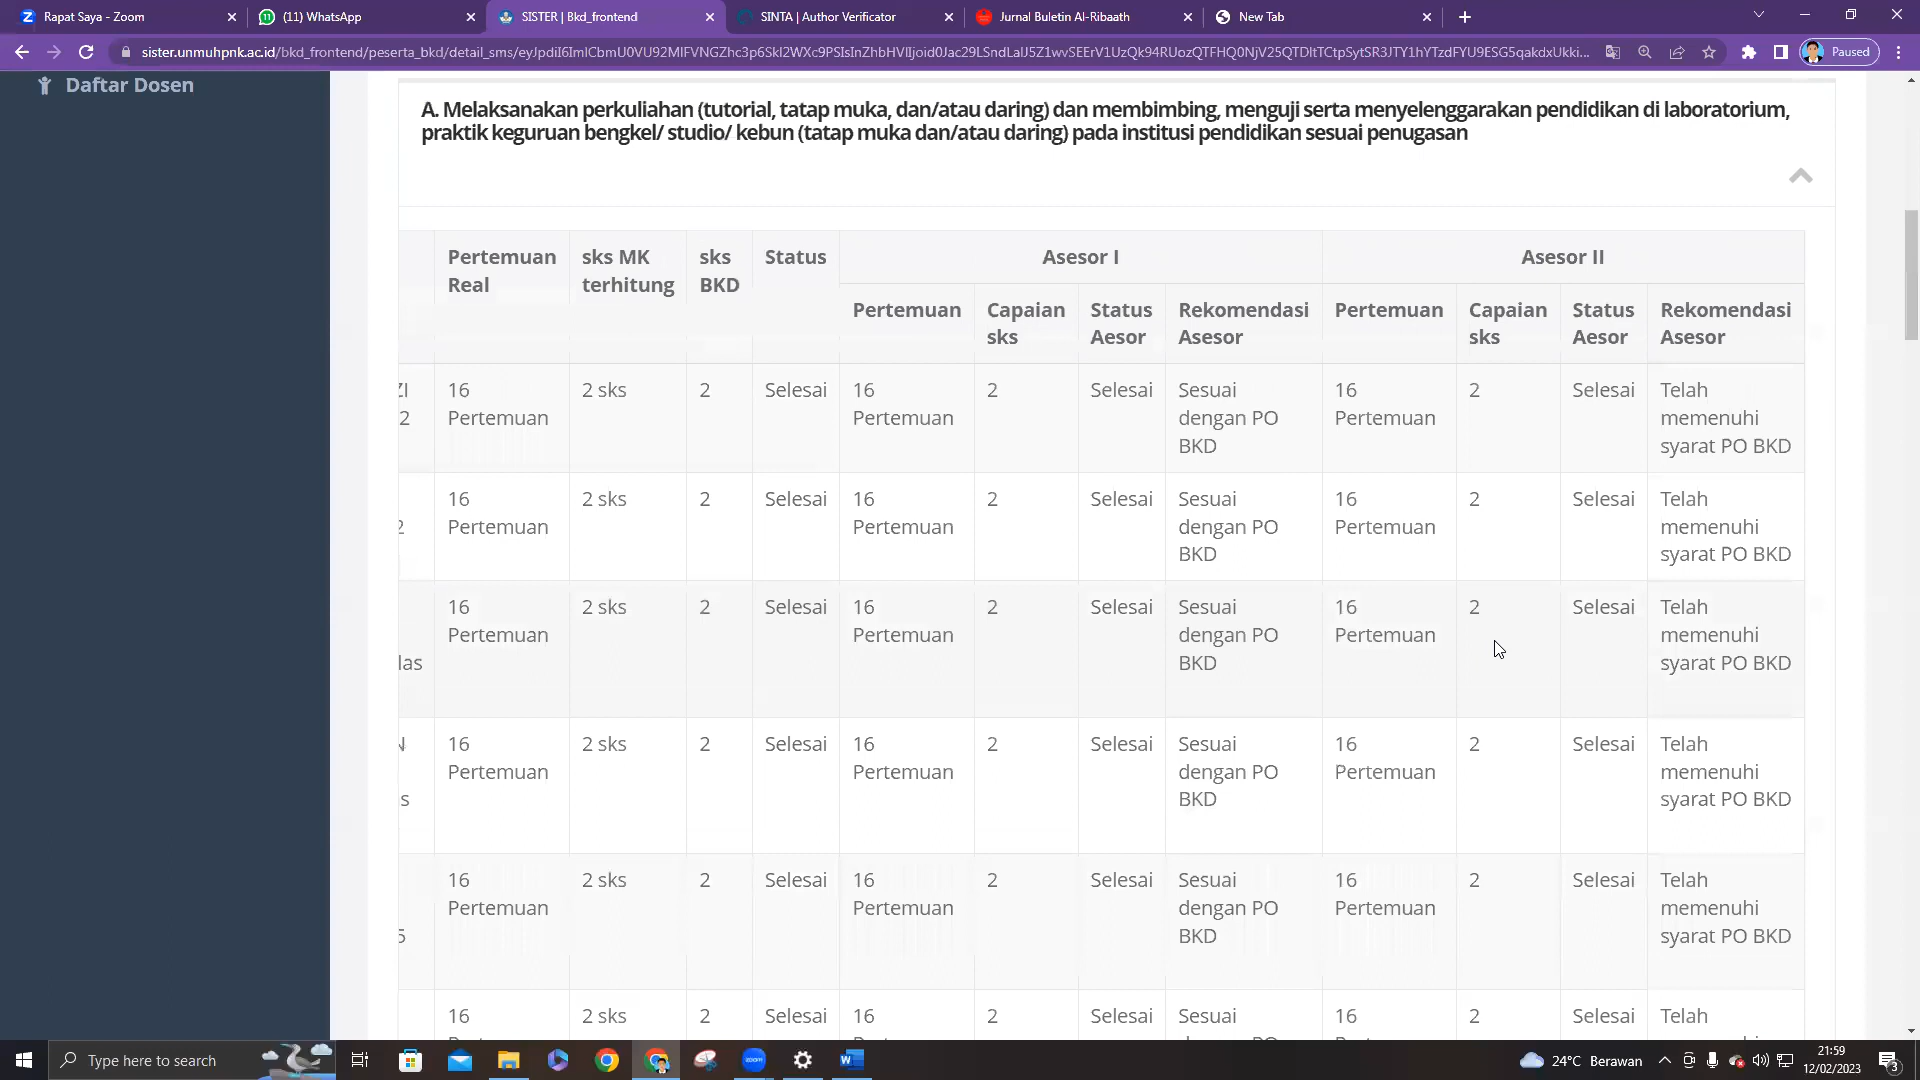 Rapat Saya - Zoom
(11) WhatsApp
SISTER | Bkd_frontend
SINTA | Author Verificator
Jurnal Buletin Al-Ribaath
New Tab
Paused
Daftar Dosen
A. Melaksanakan perkuliahan (tutorial, tatap muka, dan/atau daring) dan membimbing, menguji serta menyelenggarakan pendidikan di laboratorium,
praktik keguruan bengkel/ studio/ kebun (tatap muka dan/atau daring) pada institusi pendidikan sesuai penugasan
Pertemuan Real
sks MK terhitung
sks BKD
Status
Asesor I
Asesor II
Pertemuan
Capaian sks
Status Aesor
Rekomendasi Asesor
Pertemuan
Capaian sks
Status Aesor
Rekomendasi Asesor
ZI 16 2 sks 2 Selesai 16 2 Selesai Sesuai 16 2 Selesai Telah
2 Pertemuan Pertemuan dengan PO Pertemuan memenuhi
BKD syarat PO BKD
16 2 sks 2 Selesai 16 2 Selesai Sesuai 16 2 Selesai Telah
2 Pertemuan Pertemuan dengan PO Pertemuan memenuhi
BKD syarat PO BKD
16 2 sks 2 Selesai 16 2 Selesai Sesuai 16 2 Selesai Telah
Pertemuan Pertemuan dengan PO Pertemuan memenuhi
las BKD syarat PO BKD
N 16 2 sks 2 Selesai 16 2 Selesai Sesuai 16 2 Selesai Telah
Pertemuan Pertemuan dengan PO Pertemuan memenuhi
s BKD syarat PO BKD
16 2 sks 2 Selesai 16 2 Selesai Sesuai 16 2 Selesai Telah
Pertemuan Pertemuan dengan PO Pertemuan memenuhi
5 BKD syarat PO BKD
16 2 sks 2 Selesai 16 2 Selesai Sesuai 16 2 Selesai Telah
Type here to search
24°C Berawan
21:59
12/02/2023
3